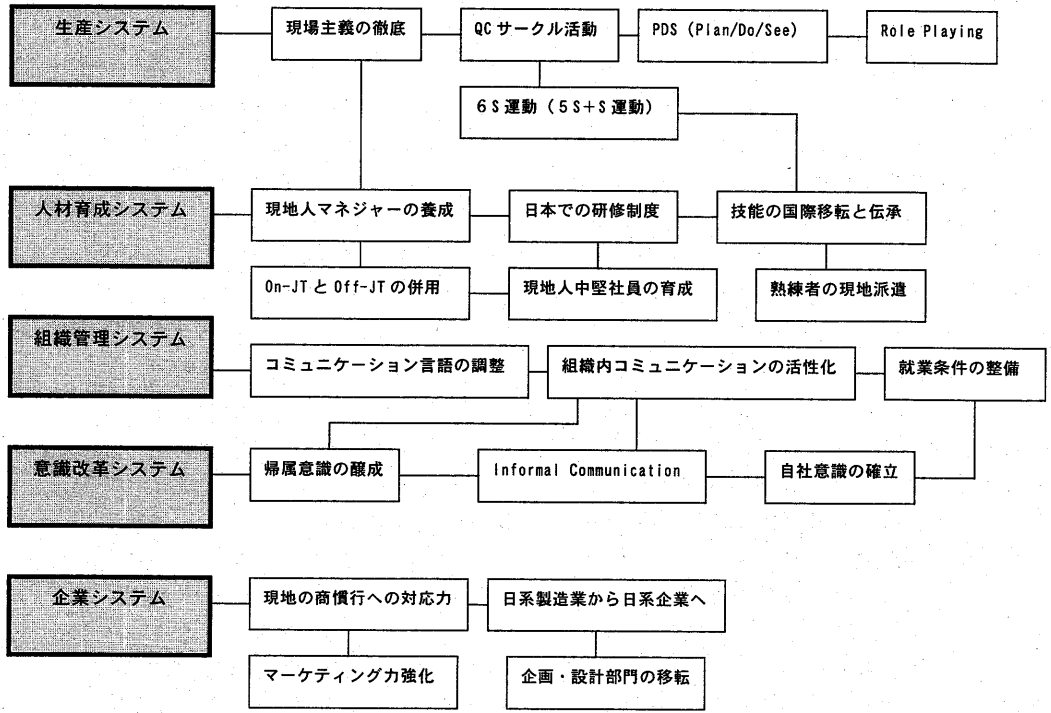 生産システム
現場主義の徹底
QCサークル活動
PDS (Plan/Do/See)
Role Playing
6S運動(5S+S運動)
人材育成システム
現地人マネジャーの養成
日本での研修制度
技能の国際移転と伝承
On-JTとOff-JTの併用
現地人中堅社員の育成
熟練者の現地派遣
組織管理システム
コミュニケーション言語の調整
組織内コミュニケーションの活性化
就業条件の整備
意識改革システム
帰属意識の醸成
Informal Communication
自社意識の確立
企業システム
現地の商慣行への対応力
日系製造業から日系企業へ
マーケティング力強化
企画・設計部門の移転